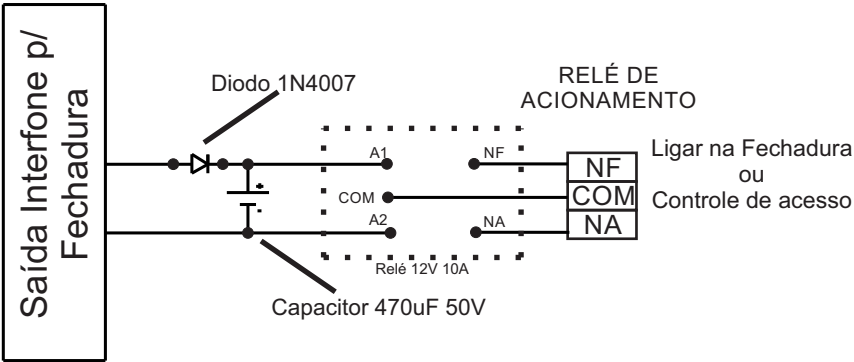 Saída Interfone p/
Fechadura
Diodo 1N4007
RELÉ DE
ACIONAMENTO
A1
NF
COM
A2
NA
Relé 12V 10A
NF
COM
NA
Ligar na Fechadura
ou
Controle de acesso
+
-
Capacitor 470uF 50V